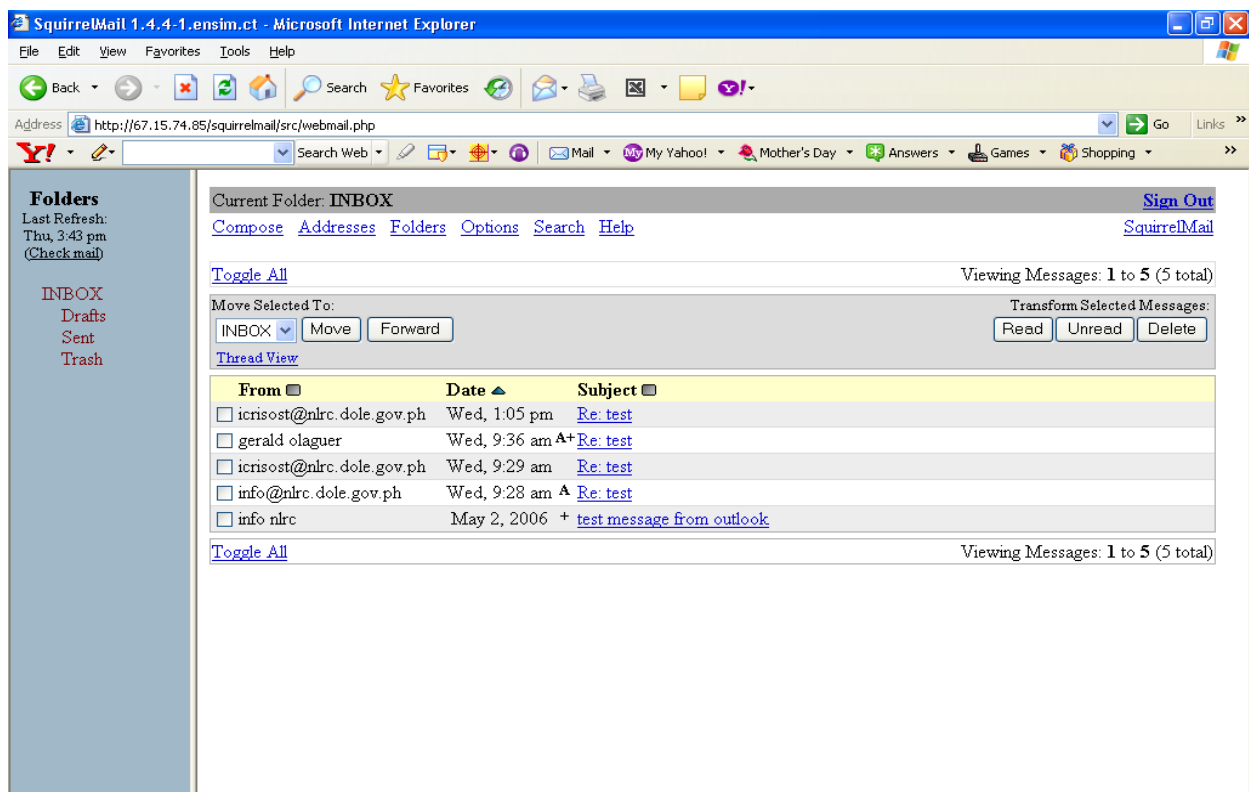 SquirrelMail 1.4.4-1.ensim.ct - Microsoft Internet Explorer
File Edit View Favorites Tools Help
Back Search Favorites
Address http://67.15.74.85/squirrelmail/src/webmail.php Go Links »
Y! Search Web Mail My My Yahoo! Mother's Day Answers Games Shopping »
Folders
Last Refresh:
Thu, 3:43 pm
(Check mail)
INBOX
Drafts
Sent
Trash
Current Folder: INBOX Sign Out
Compose Addresses Folders Options Search Help SquirrelMail
Toggle All Viewing Messages: 1 to 5 (5 total)
Move Selected To: Transform Selected Messages:
INBOX Move Forward Read Unread Delete
Thread View
From Date Subject
icrisost@nlrc.dole.gov.ph Wed, 1:05 pm Re: test
gerald olaguer Wed, 9:36 am A+ Re: test
icrisost@nlrc.dole.gov.ph Wed, 9:29 am Re: test
info@nlrc.dole.gov.ph Wed, 9:28 am A Re: test
info nlrc May 2, 2006 + test message from outlook
Toggle All Viewing Messages: 1 to 5 (5 total)